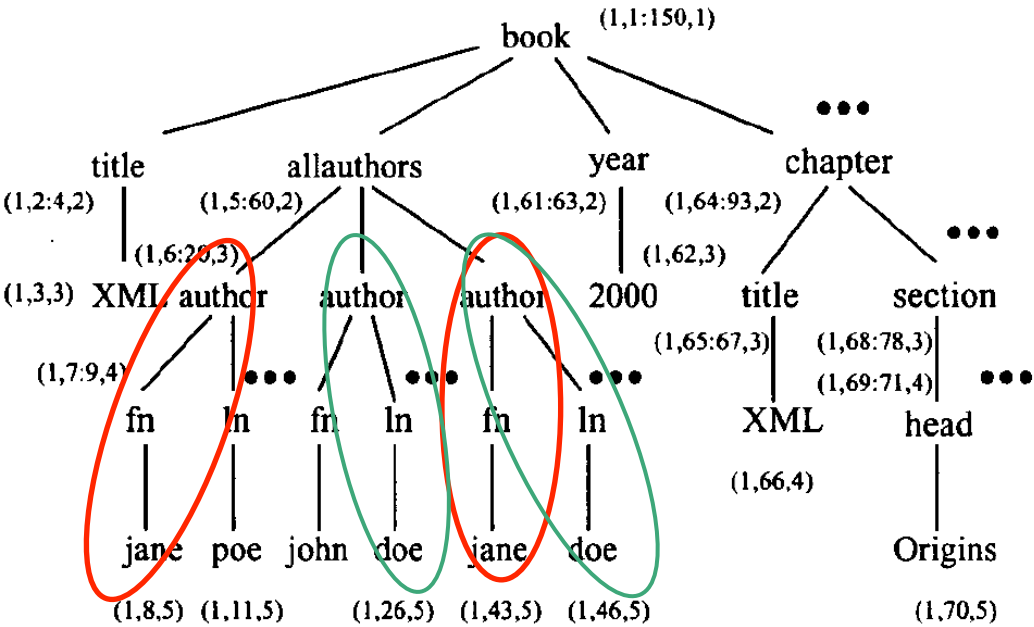 book (1,1:150,1)
•••
title allauthors year chapter
(1,2:4,2) (1,5:60,2) (1,61:63,2) (1,64:93,2)
•••
(1,6:20,3) (1,62,3)
(1,3,3) XML author author author 2000 title section
(1,65:67,3) (1,68:78,3)
(1,7:9,4) ••• ••• ••• (1,69:71,4) •••
fn ln fn ln fn ln XML head
(1,66,4)
jane poe john doe jane doe Origins
(1,8,5) (1,11,5) (1,26,5) (1,43,5) (1,46,5) (1,70,5)